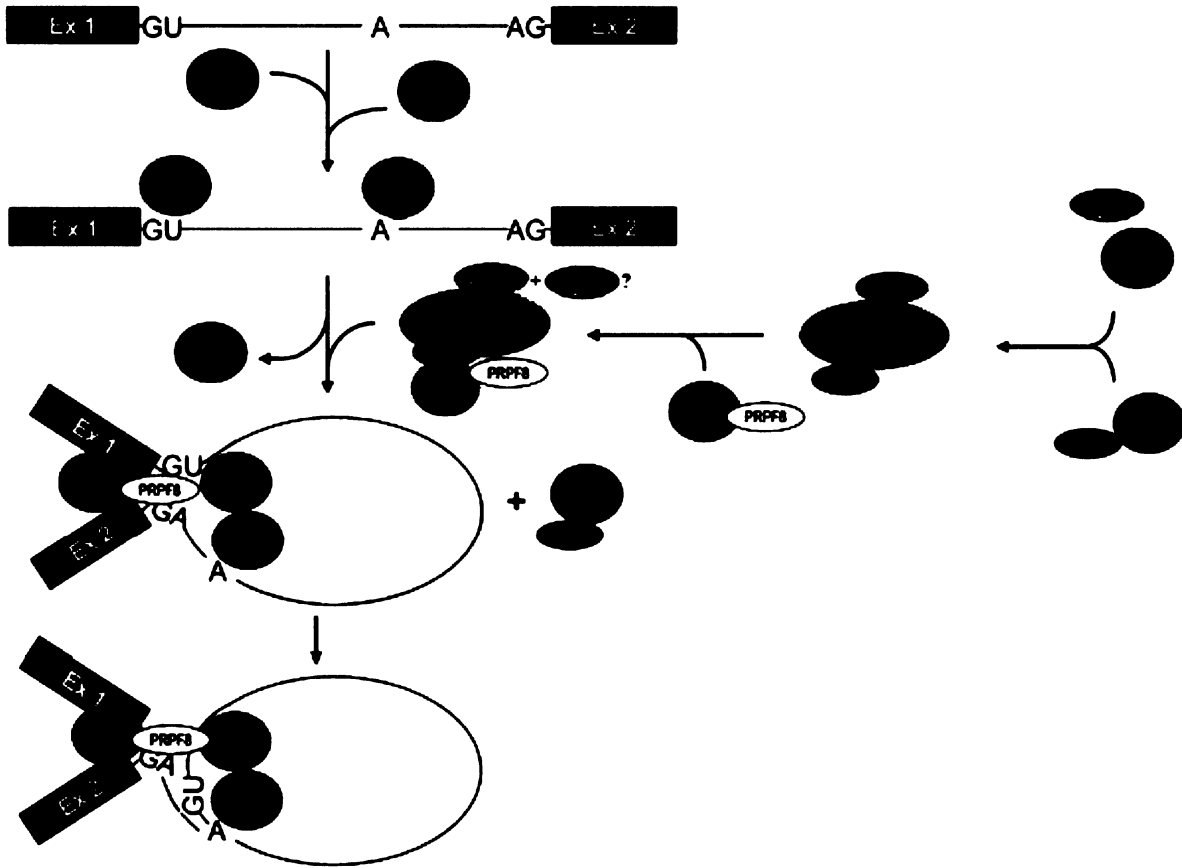 Ex 1 GU A AG Ex 2
Ex 1 GU A AG Ex 2
+ ?
PRPF8
PRPF8
Ex 1
GU
PRPF8
GA
Ex 2
A
+
Ex 1
PRPF8
GA
Ex 2
GU
A